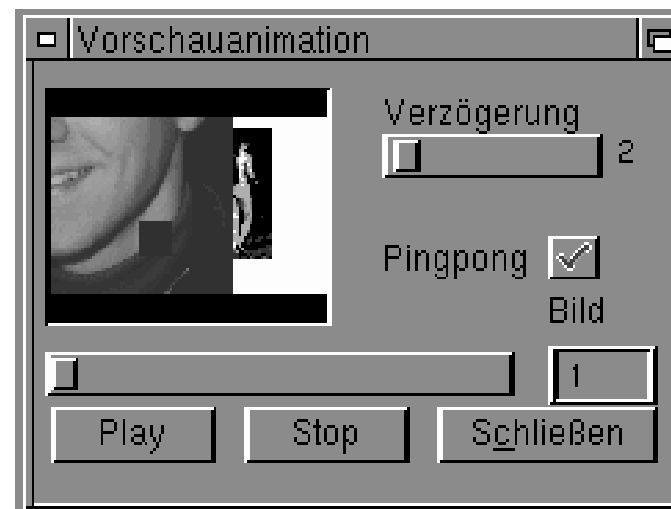 Vorschauanimation
Verzögerung
2
Pingpong
Bild
1
Play Stop Schließen